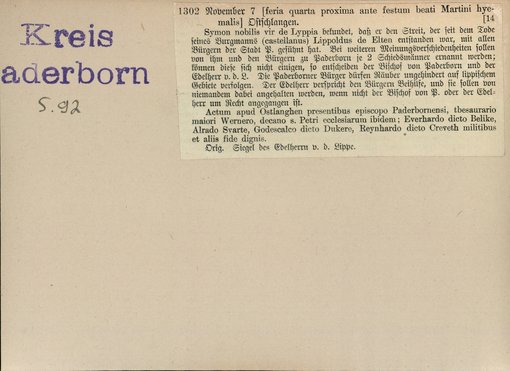 Kreis
aderborn
S. 92
1302 November 7 [feria quarta proxima ante festum beati Martini hye-
malis] Ostschlangen. [14
Symon nobilis vir de Lyppia bekundet, daß er den Streit, der seit dem Tode
seines Burgmanns (castellanus) Lippoldus de Elten entstanden war, mit allen
Bürgern der Stadt P. gesühnt hat. Bei weiteren Meinungsverschiedenheiten sollen
von ihm und den Bürgern zu Paderborn je 2 Schiedsmänner ernannt werden;
können diese sich nicht einigen, so entscheiden der Bischof von Paderborn und der
Edelherr v. d. L. Die Paderborner Bürger dürfen Räuber ungehindert auf lippischem
Gebiete verfolgen. Der Edelherr verspricht den Bürgern Beihülfe, und sie sollen von
niemandem dabei angehalten werden, wenn nicht der Bischof von P. oder der Edel-
herr um Recht angegangen ist.
Actum apud Ostlanghen presentibus episcopo Paderbornensi, thesaurario
maiori Wernero, decano s. Petri ecclesiarum ibidem; Everhardo dicto Belike,
Alrado Svarte, Godescalco dicto Dukere, Reynhardo dicto Creveth militibus
et aliis fide dignis.
Orig. Siegel des Edelherrn v. d. Lippe.